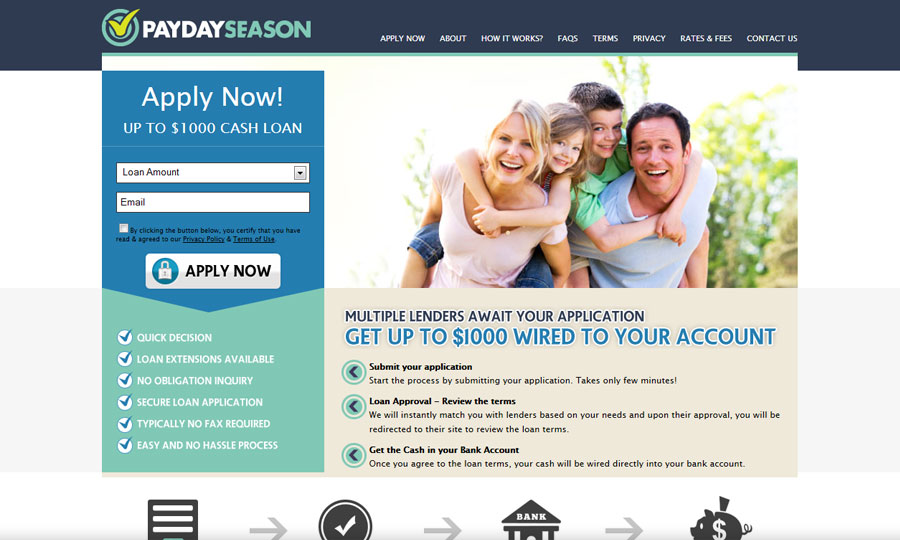 PAYDAYSEASON
APPLY NOW ABOUT HOW IT WORKS? FAQS TERMS PRIVACY RATES & FEES CONTACT US
Apply Now!
UP TO $1000 CASH LOAN
Loan Amount
Email
By clicking the button below, you certify that you have
read & agreed to our Privacy Policy & Terms of Use.
APPLY NOW
QUICK DECISION
LOAN EXTENSIONS AVAILABLE
NO OBLIGATION INQUIRY
SECURE LOAN APPLICATION
TYPICALLY NO FAX REQUIRED
EASY AND NO HASSLE PROCESS
MULTIPLE LENDERS AWAIT YOUR APPLICATION
GET UP TO $1000 WIRED TO YOUR ACCOUNT
Submit your application
Start the process by submitting your application. Takes only few minutes!
Loan Approval - Review the terms
We will instantly match you with lenders based on your needs and upon their approval, you will be
redirected to their site to review the loan terms.
Get the Cash in your Bank Account
Once you agree to the loan terms, your cash will be wired directly into your bank account.
BANK
$